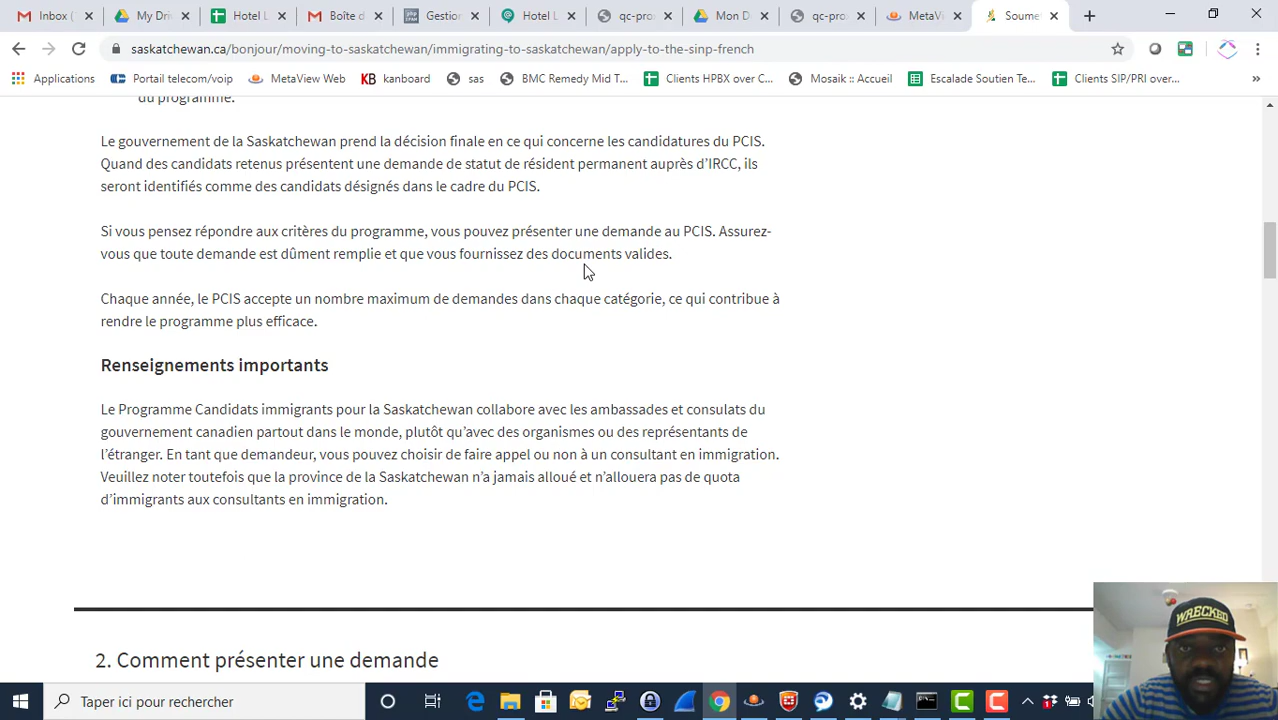 Inbox (
My Dri
Hotel L
Boîte d
Gestion
Hotel L
qc-pro
Mon D
qc-pro
MetaVi
Soume
saskatchewan.ca/bonjour/moving-to-saskatchewan/immigrating-to-saskatchewan/apply-to-the-sinp-french
Applications
Portail telecom/voip
MetaView Web
KB kanboard
sas
BMC Remedy Mid T...
Clients HPBX over C...
Mosaik :: Accueil
Escalade Soutien Te...
Clients SIP/PRI over...
»
du programme.
Le gouvernement de la Saskatchewan prend la décision finale en ce qui concerne les candidatures du PCIS.
Quand des candidats retenus présentent une demande de statut de résident permanent auprès d’IRCC, ils
seront identifiés comme des candidats désignés dans le cadre du PCIS.
Si vous pensez répondre aux critères du programme, vous pouvez présenter une demande au PCIS. Assurez-
vous que toute demande est dûment remplie et que vous fournissez des documents valides.
Chaque année, le PCIS accepte un nombre maximum de demandes dans chaque catégorie, ce qui contribue à
rendre le programme plus efficace.
Renseignements importants
Le Programme Candidats immigrants pour la Saskatchewan collabore avec les ambassades et consulats du
gouvernement canadien partout dans le monde, plutôt qu’avec des organismes ou des représentants de
l’étranger. En tant que demandeur, vous pouvez choisir de faire appel ou non à un consultant en immigration.
Veuillez noter toutefois que la province de la Saskatchewan n’a jamais alloué et n’allouera pas de quota
d’immigrants aux consultants en immigration.
2. Comment présenter une demande
WRECKED
Taper ici pour rechercher